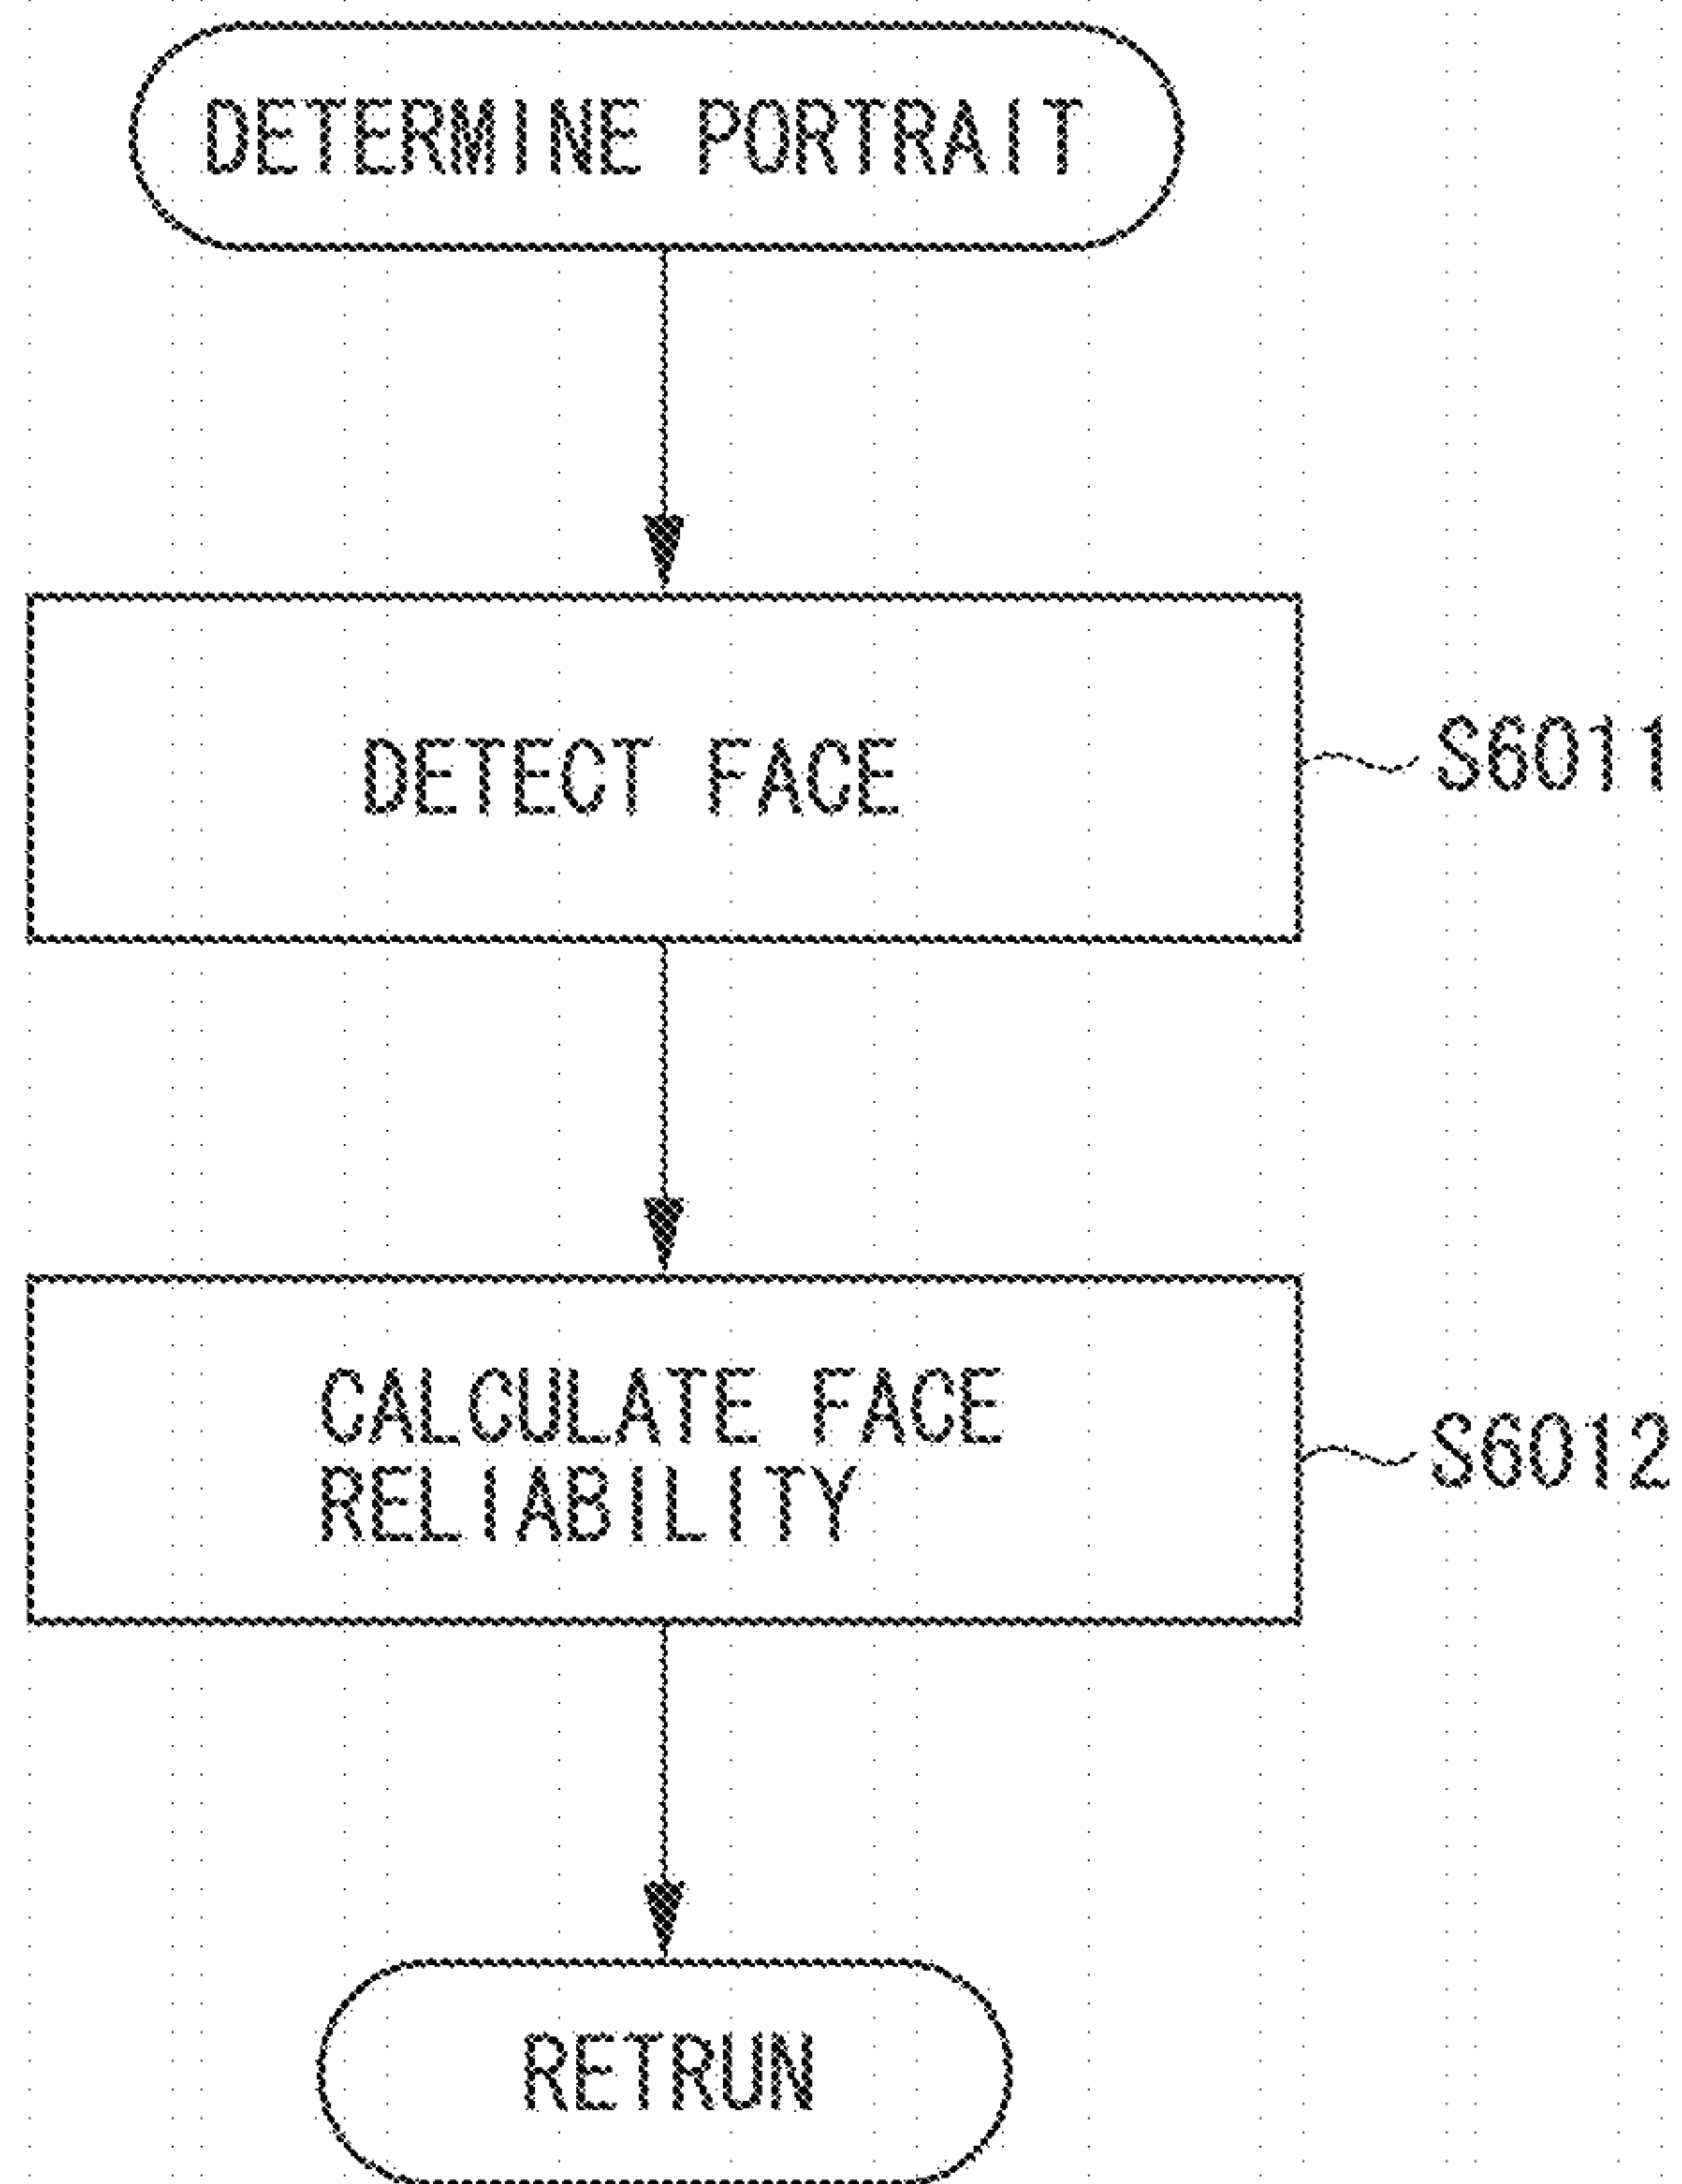 DETERMINE PORTRAIT
DETECT FACE
S6011
CALCULATE FACE
RELIABILITY
S6012
RETRUN